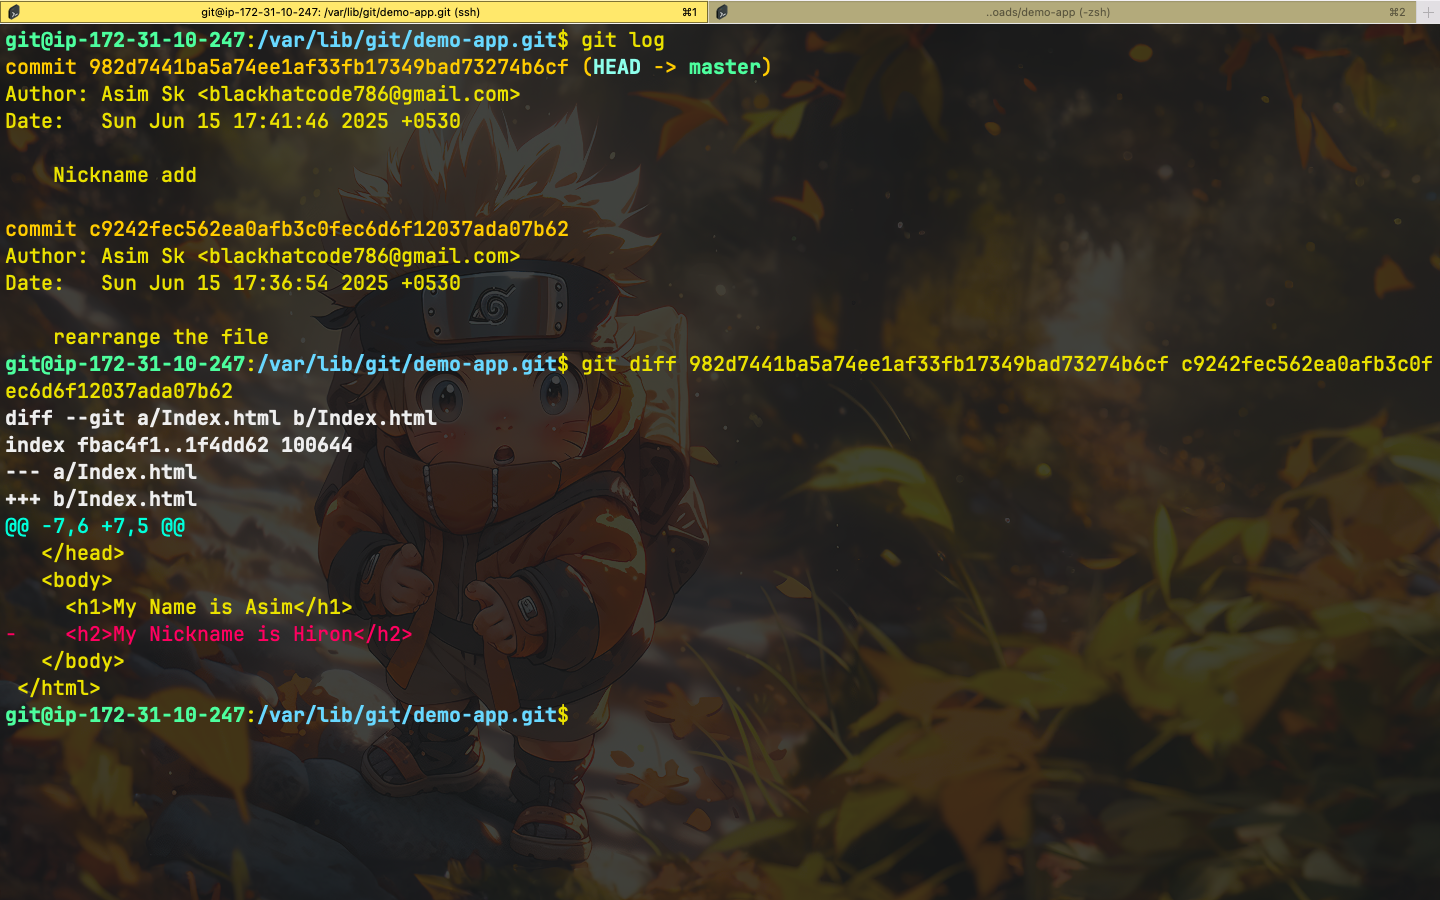 git@ip-172-31-10-247: /var/lib/git/demo-app.git (ssh) ⌘1 ..oads/demo-app (-zsh) ⌘2 +
git@ip-172-31-10-247:/var/lib/git/demo-app.git$ git log
commit 982d7441ba5a74ee1af33fb17349bad73274b6cf (HEAD -> master)
Author: Asim Sk <blackhatcode786@gmail.com>
Date:   Sun Jun 15 17:41:46 2025 +0530
    Nickname add
commit c9242fec562ea0afb3c0fec6d6f12037ada07b62
Author: Asim Sk <blackhatcode786@gmail.com>
Date:   Sun Jun 15 17:36:54 2025 +0530
    rearrange the file
git@ip-172-31-10-247:/var/lib/git/demo-app.git$ git diff 982d7441ba5a74ee1af33fb17349bad73274b6cf c9242fec562ea0afb3c0f
ec6d6f12037ada07b62
diff --git a/Index.html b/Index.html
index fbac4f1..1f4dd62 100644
--- a/Index.html
+++ b/Index.html
@@ -7,6 +7,5 @@
   </head>
   <body>
     <h1>My Name is Asim</h1>
-    <h2>My Nickname is Hiron</h2>
   </body>
 </html>
git@ip-172-31-10-247:/var/lib/git/demo-app.git$